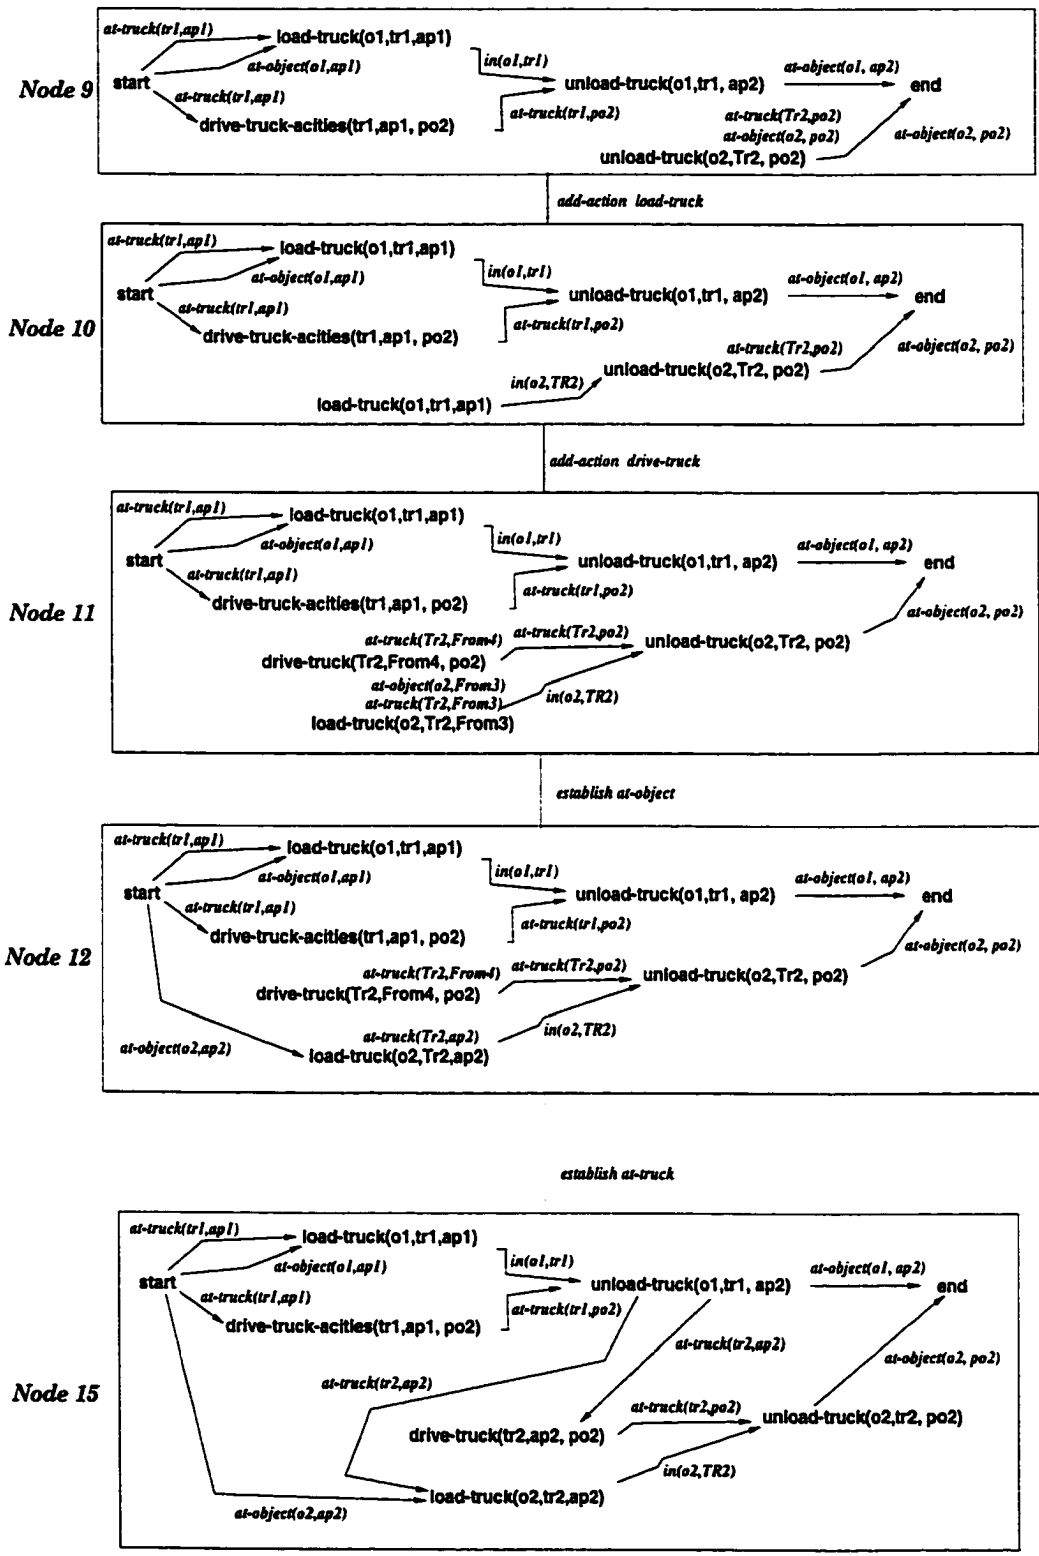 at-truck(tr1,ap1)
load-truck(o1,tr1,ap1)
in(o1,tr1)
at-object(o1,ap1)
Node 9
start
unload-truck(o1,tr1, ap2)
at-object(o1, ap2)
end
at-truck(tr1,ap1)
at-truck(tr1,po2)
drive-truck-acities(tr1,ap1, po2)
at-truck(Tr2,po2)
at-object(o2, po2)
at-object(o2, po2)
unload-truck(o2,Tr2, po2)
add-action load-truck
at-truck(tr1,ap1)
load-truck(o1,tr1,ap1)
in(o1,tr1)
at-object(o1,ap1)
at-object(o1, ap2)
start
unload-truck(o1,tr1, ap2)
end
at-truck(tr1,ap1)
at-truck(tr1,po2)
Node 10
drive-truck-acities(tr1,ap1, po2)
at-truck(Tr2,po2)
at-object(o2, po2)
unload-truck(o2,Tr2, po2)
in(o2,TR2)
load-truck(o1,tr1,ap1)
add-action drive-truck
at-truck(tr1,ap1)
load-truck(o1,tr1,ap1)
in(o1,tr1)
at-object(o1,ap1)
at-object(o1, ap2)
start
unload-truck(o1,tr1, ap2)
end
at-truck(tr1,ap1)
at-truck(tr1,po2)
drive-truck-acities(tr1,ap1, po2)
Node 11
at-object(o2, po2)
at-truck(Tr2,From4)
at-truck(Tr2,po2)
unload-truck(o2,Tr2, po2)
drive-truck(Tr2,From4, po2)
at-object(o2,From3)
at-truck(Tr2,From3)
in(o2,TR2)
load-truck(o2,Tr2,From3)
establish at-object
at-truck(tr1,ap1)
load-truck(o1,tr1,ap1)
in(o1,tr1)
at-object(o1,ap1)
at-object(o1, ap2)
start
unload-truck(o1,tr1, ap2)
end
at-truck(tr1,ap1)
at-truck(tr1,po2)
drive-truck-acities(tr1,ap1, po2)
at-object(o2, po2)
Node 12
at-truck(Tr2,From4)
at-truck(Tr2,po2)
unload-truck(o2,Tr2, po2)
drive-truck(Tr2,From4, po2)
at-truck(Tr2,ap2)
in(o2,TR2)
at-object(o2,ap2)
load-truck(o2,Tr2,ap2)
establish at-truck
at-truck(tr1,ap1)
load-truck(o1,tr1,ap1)
in(o1,tr1)
at-object(o1,ap1)
at-object(o1, ap2)
start
unload-truck(o1,tr1, ap2)
end
at-truck(tr1,ap1)
at-truck(tr1,po2)
drive-truck-acities(tr1,ap1, po2)
at-truck(tr2,ap2)
at-object(o2, po2)
at-truck(tr2,ap2)
Node 15
at-truck(tr2,po2)
unload-truck(o2,tr2, po2)
drive-truck(tr2,ap2, po2)
in(o2,TR2)
load-truck(o2,tr2,ap2)
at-object(o2,ap2)